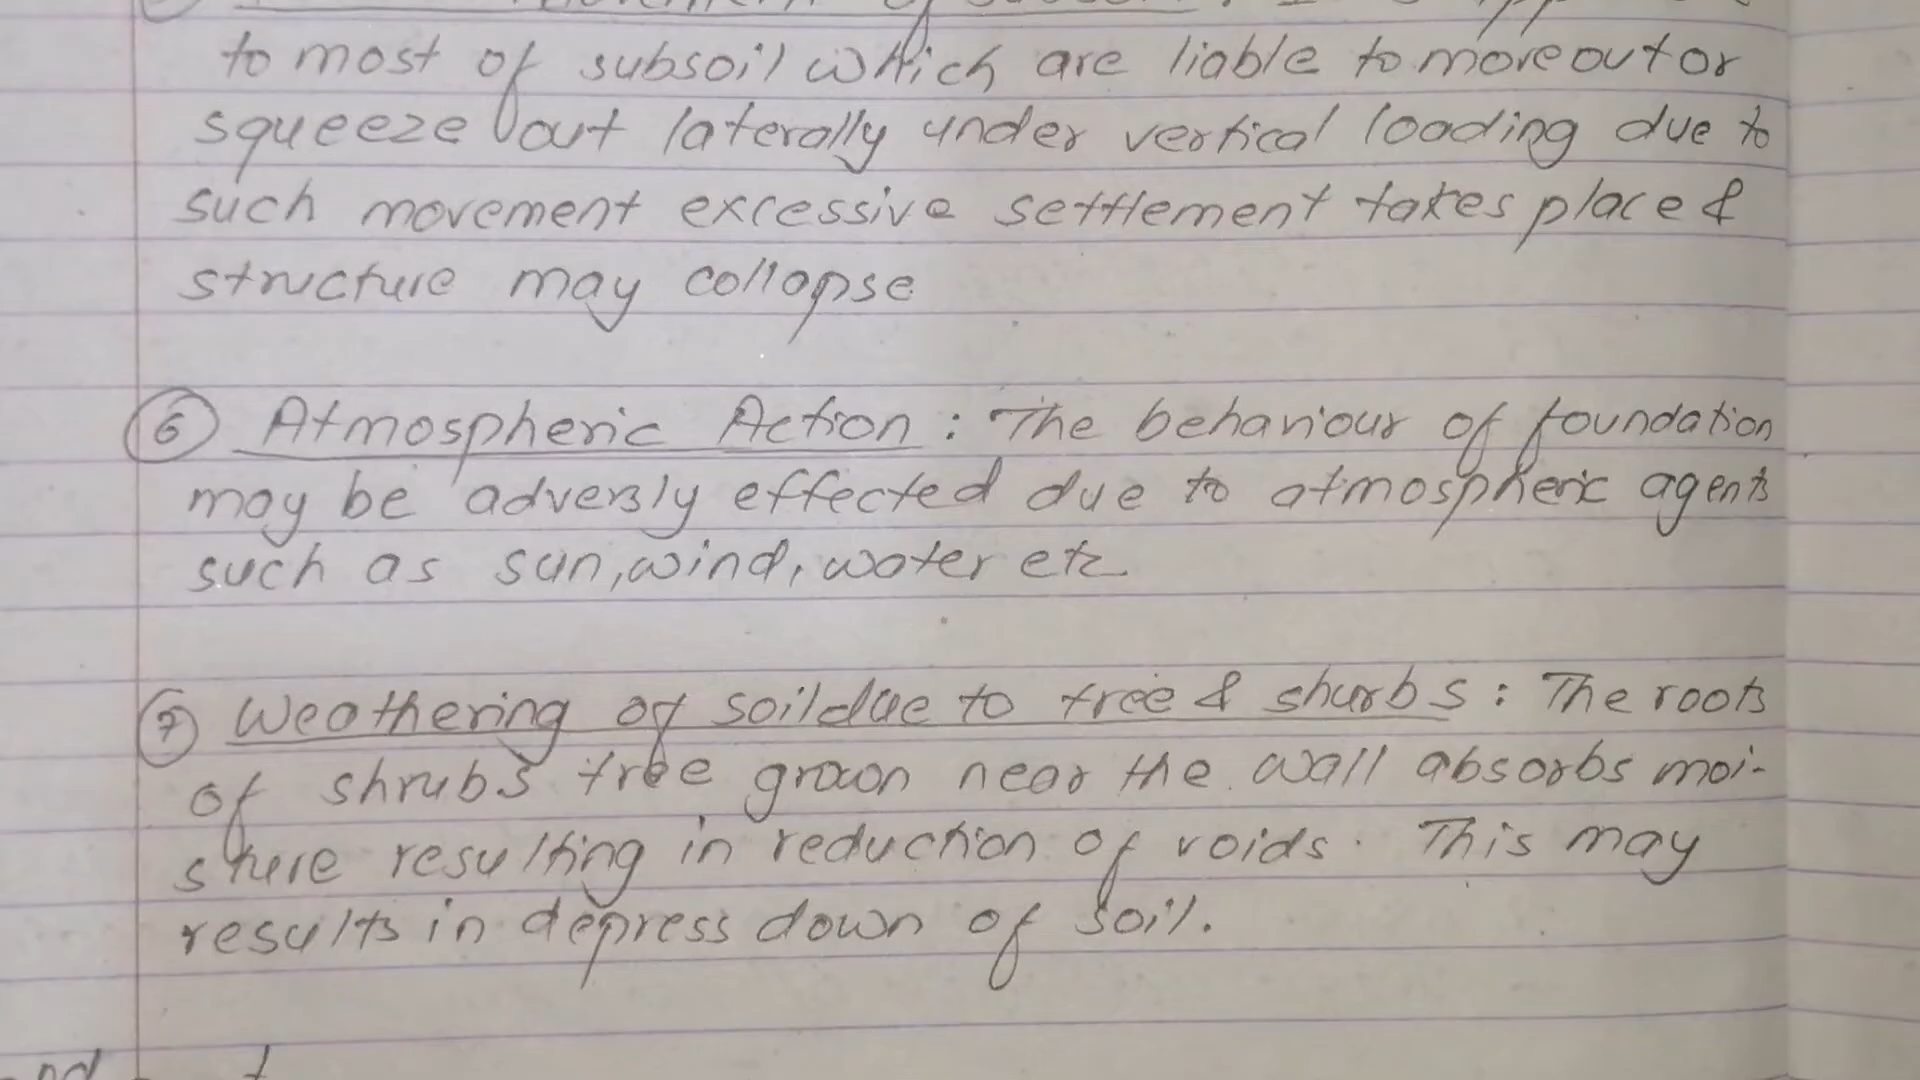 movement of subsoil :
to most of subsoil which are liable to move out or
squeeze out laterally under vertical loading due to
such movement excessive settlement takes place &
structure may collapse
⑥ Atmospheric Action : The behaviour of foundation
may be adversly effected due to atmospheric agents
such as sun, wind, water etc
⑦ Weathering of soil due to tree & shurbs : The roots
of shrubs tree grown near the wall absorbs moi-
sture resulting in reduction of voids. This may
results in depress down of soil.